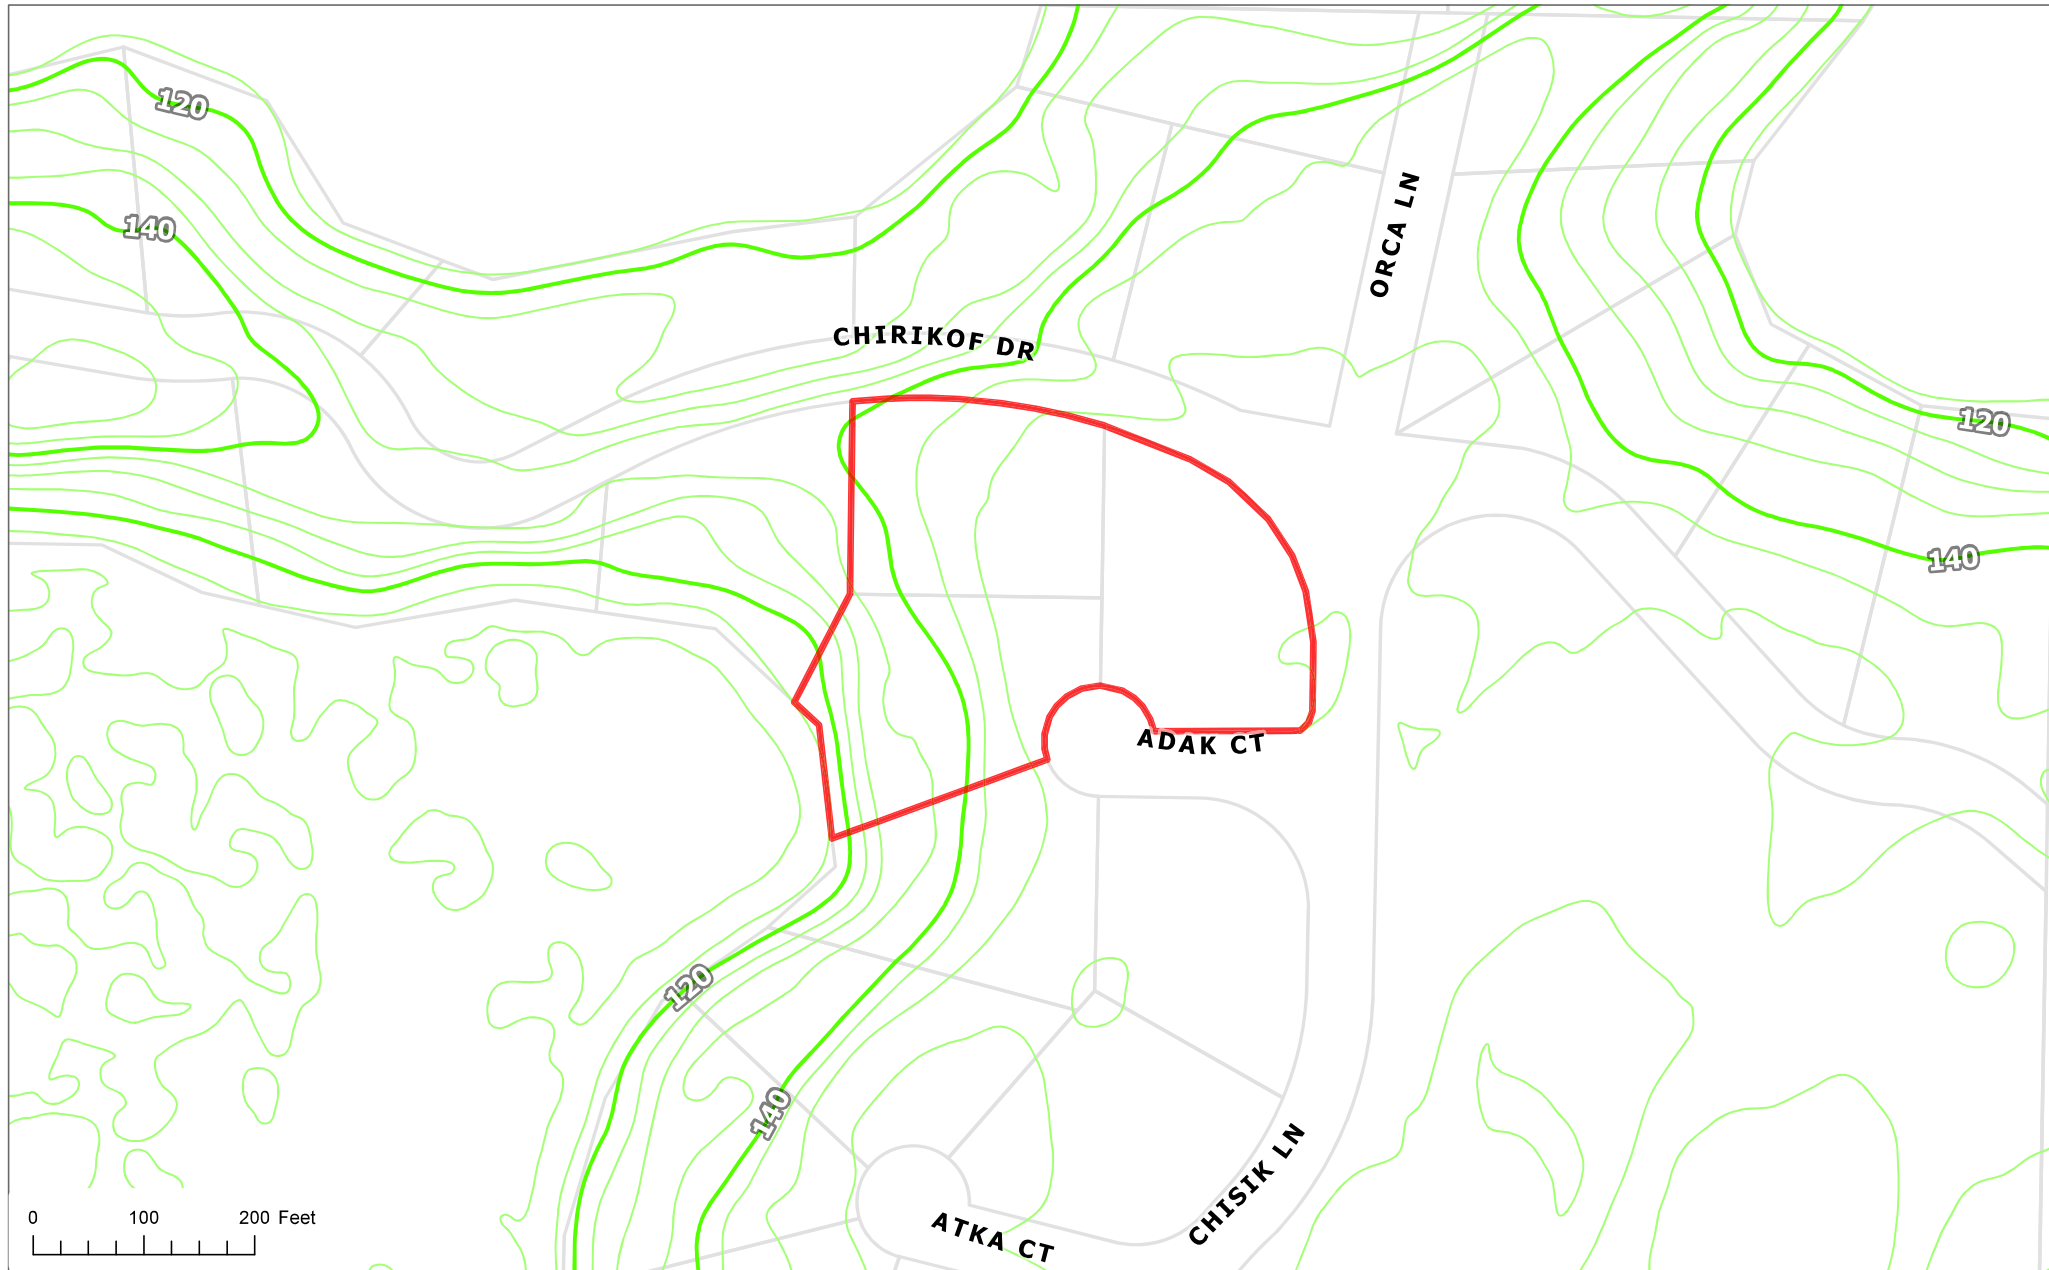 120
140
ORCA LN
CHIRIKOF DR
120
140
ADAK CT
120
140
CHISIK LN
ATKA CT
0 100 200 Feet